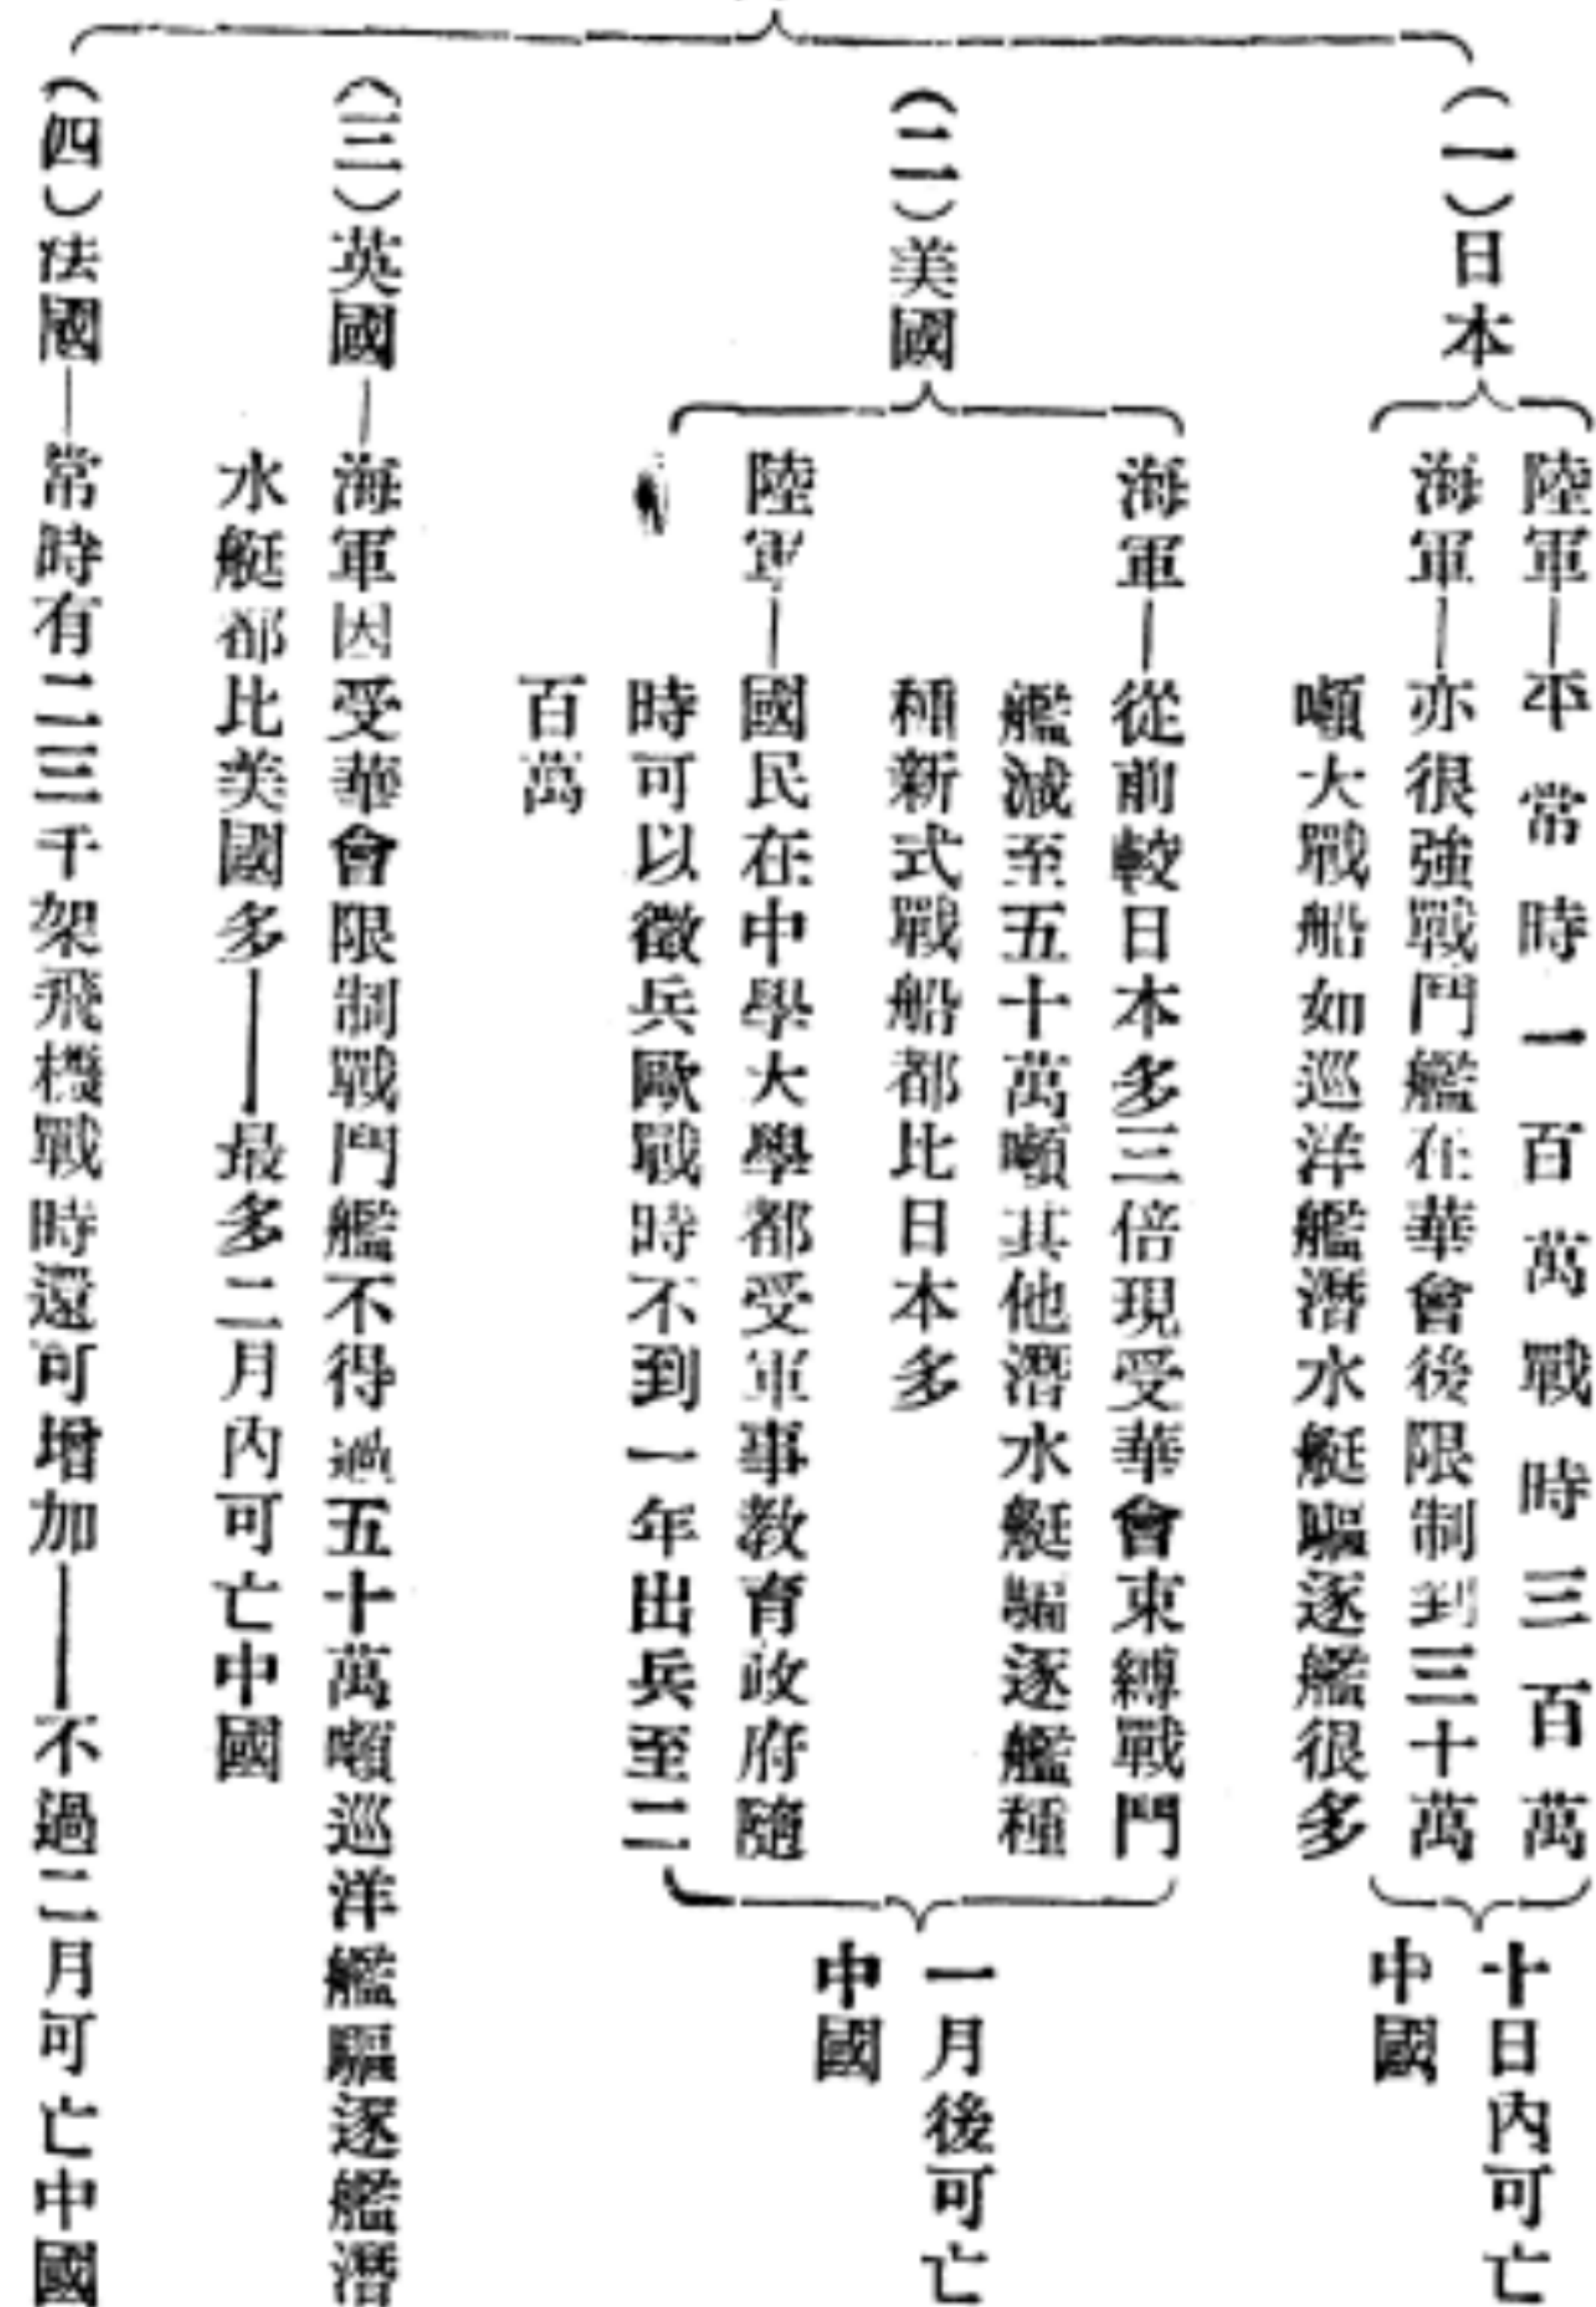 (一)日本
陸軍—平常時一百萬戰時三百萬
海軍—亦很強戰鬥艦在華會後限制到三十萬
噸大戰船如巡洋艦潛水艇驅逐艦很多
十日內可亡
中國
(二)美國
海軍—從前較日本多三倍現受華會束縛戰鬥
艦減至五十萬噸其他潛水艇驅逐艦種
種新式戰船都比日本多
陸軍—國民在中學大學都受軍事教育政府隨
時可以徵兵歐戰時不到一年出兵至二
百萬
一月後可亡
中國
(三)英國—海軍因受華會限制戰鬥艦不得過五十萬噸巡洋艦驅逐艦潛
水艇都比美國多——最多二月內可亡中國
(四)法國—常時有二三千架飛機戰時還可增加——不過二月可亡中國